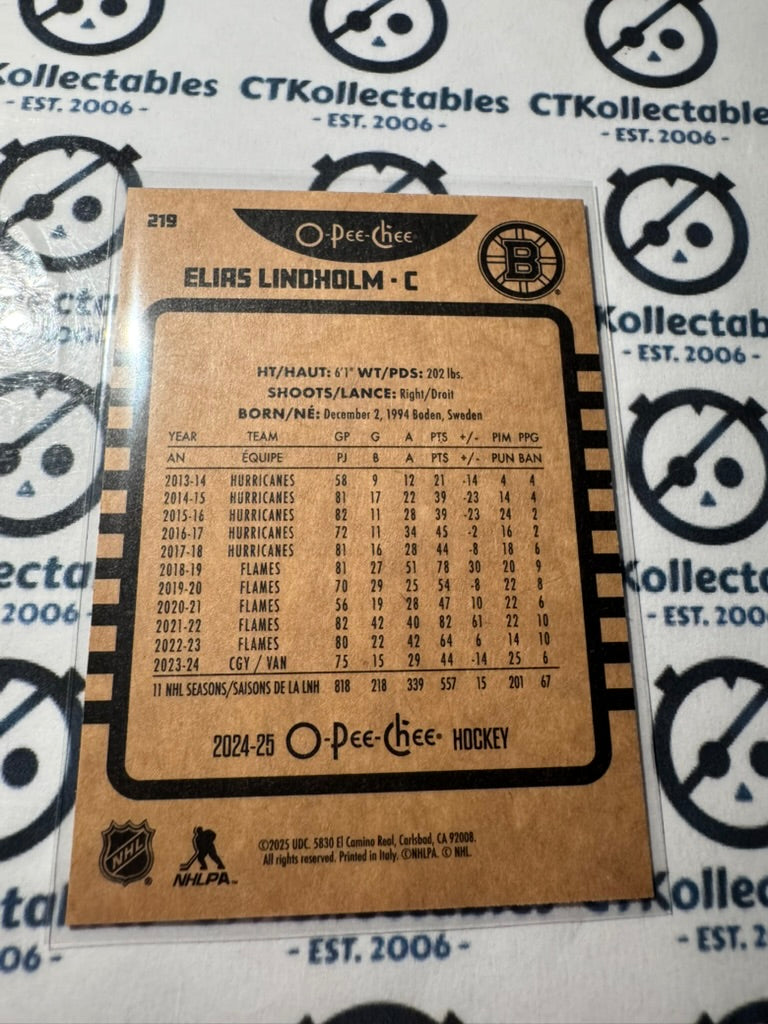 Kollectables CTKollectables CTKollectable
- EST. 2006 - - EST. 2006 - - EST. 2006 -
219
O-Pee-Chee
B
ELIAS LINDHOLM · C
HT/HAUT: 6'1" WT/PDS: 202 lbs.
SHOOTS/LANCE: Right/Droit
BORN/NÉ: December 2, 1994 Boden, Sweden
YEAR TEAM GP G A PTS +/- PIM PPG
AN ÉQUIPE PJ B A PTS +/- PUN BAN
2013-14 HURRICANES 58 9 12 21 -14 4 4
2014-15 HURRICANES 81 17 22 39 -23 14 4
2015-16 HURRICANES 82 11 28 39 -23 24 2
2016-17 HURRICANES 72 11 34 45 -2 16 2
2017-18 HURRICANES 81 16 28 44 -8 18 6
2018-19 FLAMES 81 27 51 78 30 20 9
2019-20 FLAMES 70 29 25 54 -8 22 8
2020-21 FLAMES 56 19 28 47 10 22 6
2021-22 FLAMES 82 42 40 82 61 22 10
2022-23 FLAMES 80 22 42 64 6 14 10
2023-24 CGY / VAN 75 15 29 44 -14 25 6
11 NHL SEASONS/SAISONS DE LA LNH 818 218 339 557 15 201 67
2024-25 O-Pee-Chee® HOCKEY
NHL
NHLPA™
©2025 UDC. 5830 El Camino Real, Carlsbad, CA 92008.
All rights reserved. Printed in Italy. ©NHLPA. © NHL.
Kollectab
- EST. 2006
ecta
2006 -
Kollecta
- EST. 200
Kollec
- EST. 2006 - - EST.